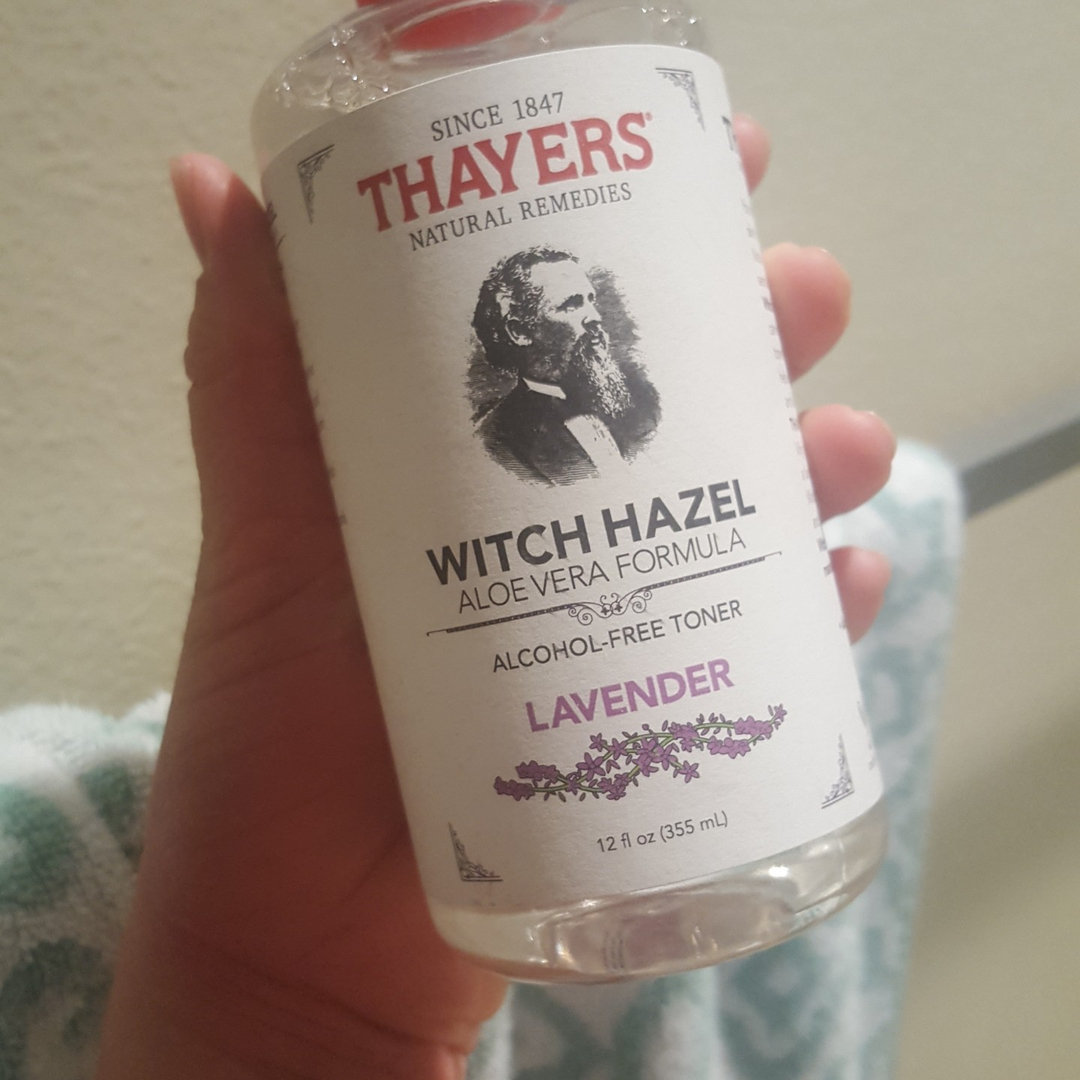 SINCE 1847
THAYERS®
NATURAL REMEDIES
WITCH HAZEL
ALOE VERA FORMULA
ALCOHOL-FREE TONER
LAVENDER
12 fl oz (355 mL)